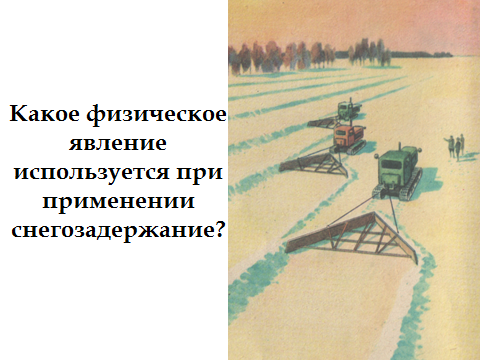 Какое физическое
явление
используется при
применении
снегозадержание?